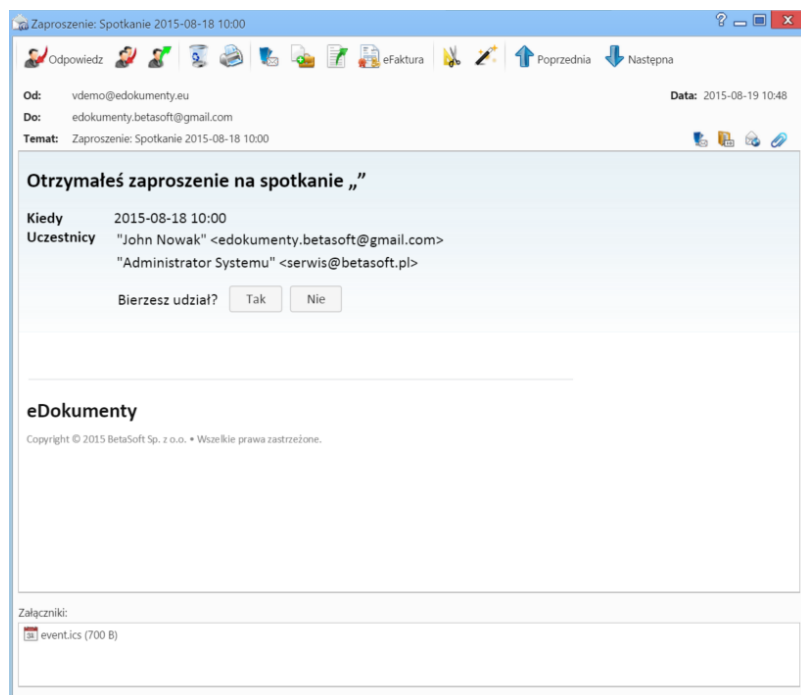 Zaproszenie: Spotkanie 2015-08-18 10:00
Odpowiedz eFaktura Poprzednia Następna
Od: vdemo@edokumenty.eu Data: 2015-08-19 10:48
Do: edokumenty.betasoft@gmail.com
Temat: Zaproszenie: Spotkanie 2015-08-18 10:00
Otrzymałeś zaproszenie na spotkanie „”
Kiedy 2015-08-18 10:00
Uczestnicy "John Nowak" <edokumenty.betasoft@gmail.com>
"Administrator Systemu" <serwis@betasoft.pl>
Bierzesz udział? Tak Nie
eDokumenty
Copyright © 2015 BetaSoft Sp. z o.o. • Wszelkie prawa zastrzeżone.
Załączniki:
event.ics (700 B)